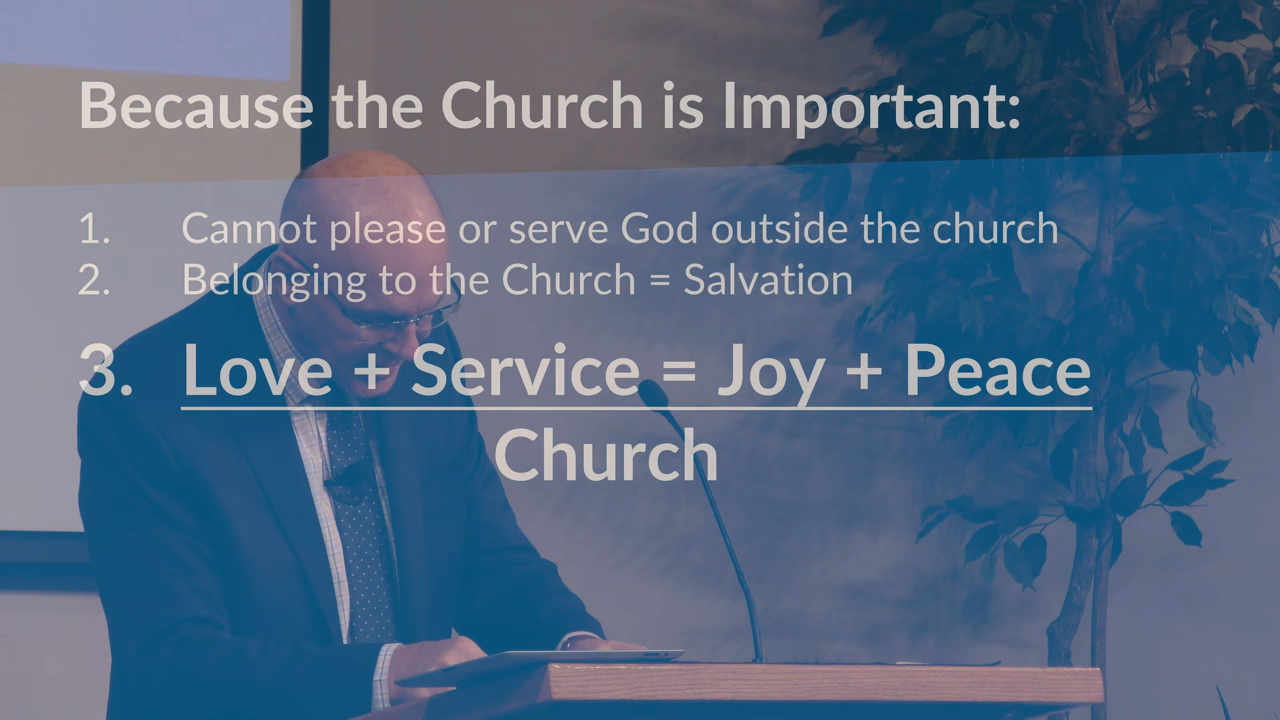 Because the Church is Important:
1. Cannot please or serve God outside the church
2. Belonging to the Church = Salvation
3. Love + Service = Joy + Peace
Church